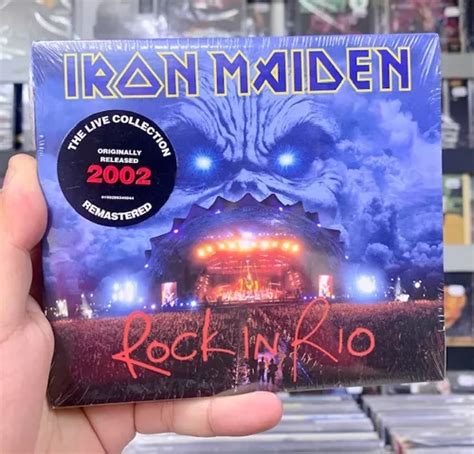 IRON MAIDEN
THE LIVE COLLECTION
ORIGINALLY
RELEASED
2002
REMASTERED
ROCK IN RIO